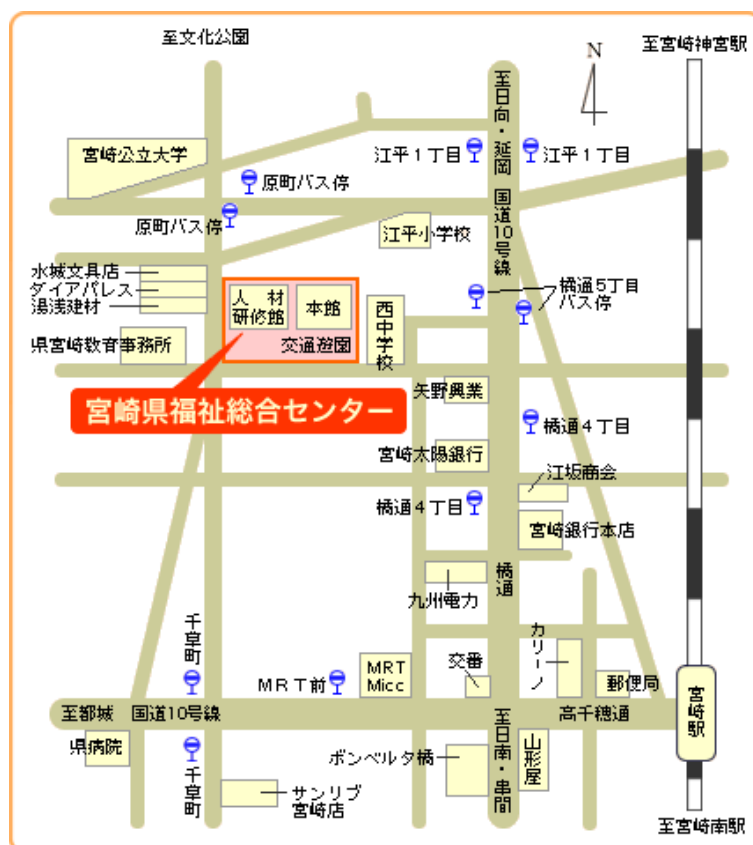 至文化公園
至宮崎神宮駅
N
至日向・延岡
国道10号線
宮崎公立大学
江平1丁目
江平1丁目
原町バス停
原町バス停
江平小学校
水城文具店
ダイアパレス
湯浅建材
人材
研修館
本館
交通遊園
西中学校
橘通5丁目
バス停
県宮崎教育事務所
宮崎県福祉総合センター
矢野興業
橘通4丁目
宮崎太陽銀行
江坂商会
橘通4丁目
宮崎銀行本店
九州電力
橘通
千草町
MRT前
MRT
Micc
交番
カリーノ
郵便局
宮崎駅
至都城
国道10号線
高千穂通
県病院
千草町
サンリブ
宮崎店
ボンベルタ橘
至日南・串間
山形屋
至宮崎南駅